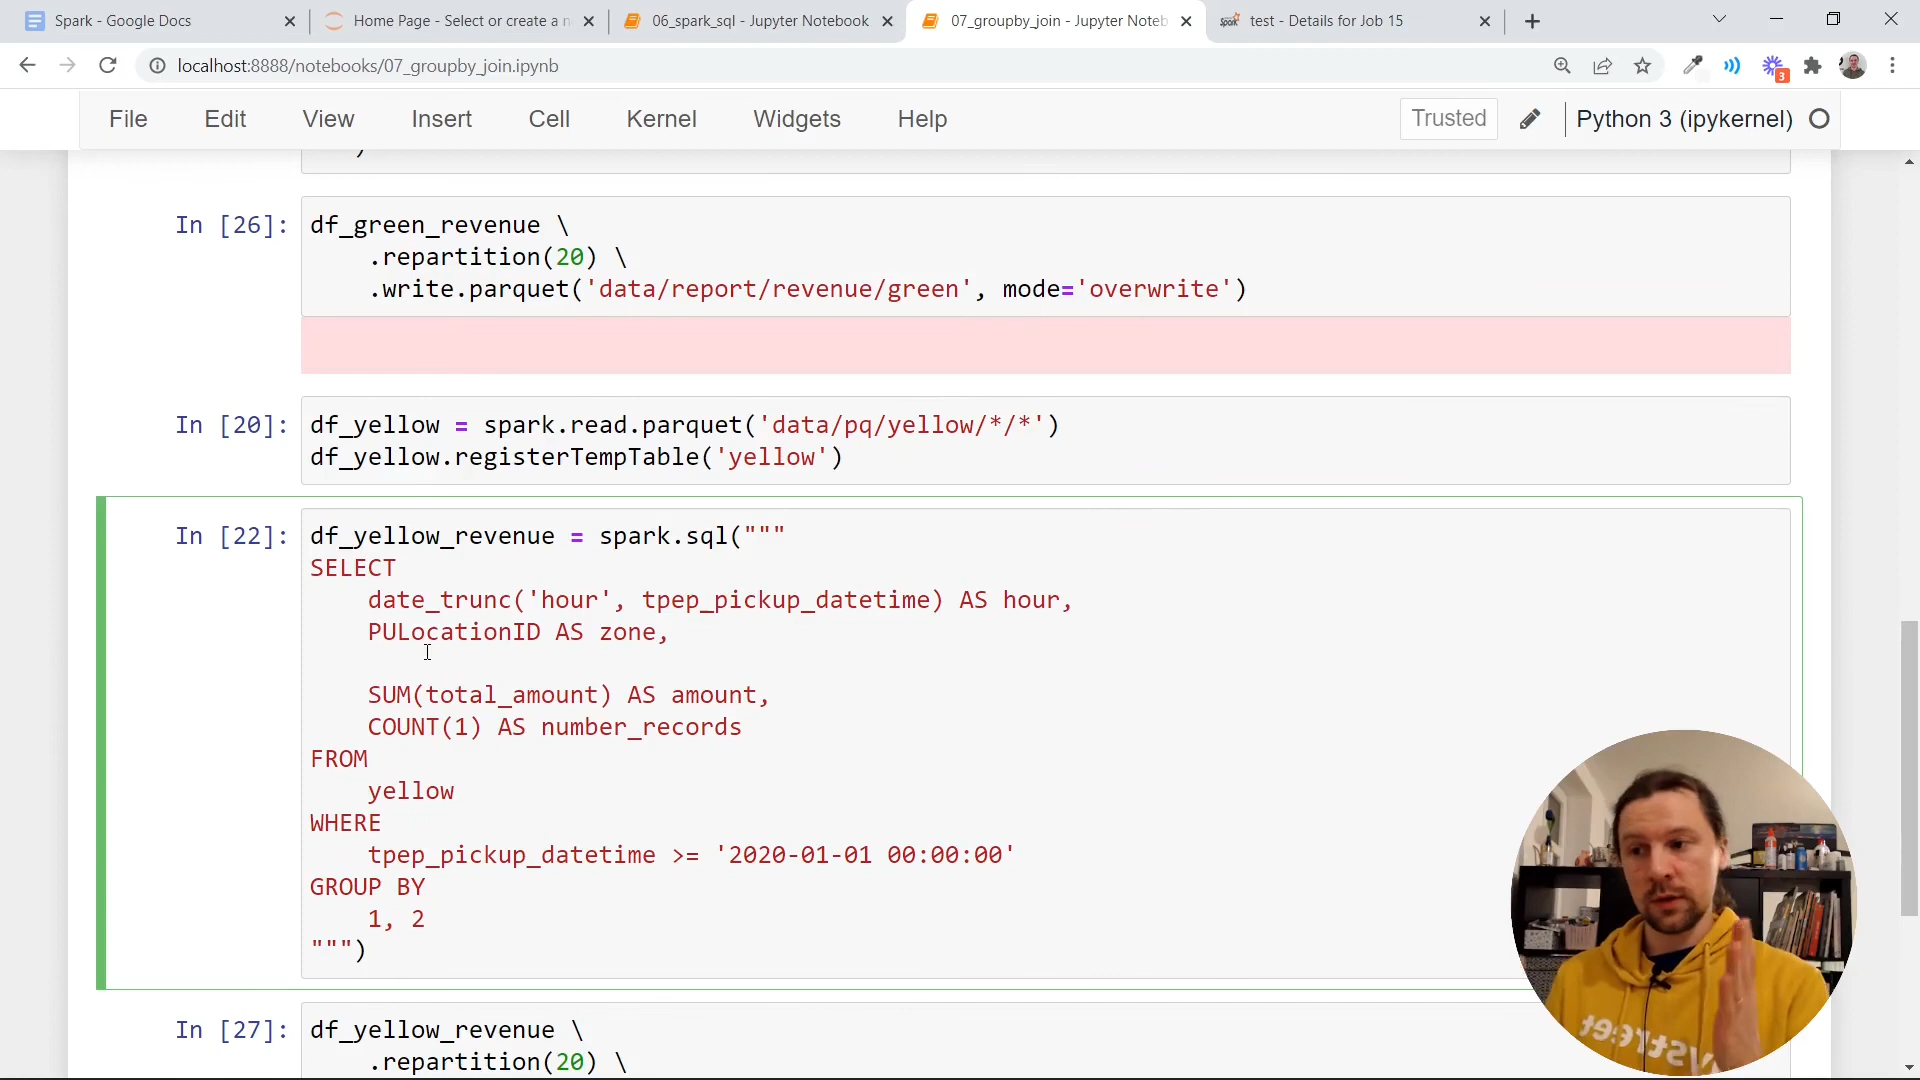 Spark - Google Docs
Home Page - Select or create a n
06_spark_sql - Jupyter Notebook
07_groupby_join - Jupyter Noteb
test - Details for Job 15
localhost:8888/notebooks/07_groupby_join.ipynb
3
File Edit View Insert Cell Kernel Widgets Help
Trusted
Python 3 (ipykernel)
In [26]:
df_green_revenue \
.repartition(20) \
.write.parquet('data/report/revenue/green', mode='overwrite')
In [20]:
df_yellow = spark.read.parquet('data/pq/yellow/*/*')
df_yellow.registerTempTable('yellow')
In [22]:
df_yellow_revenue = spark.sql("""
SELECT
date_trunc('hour', tpep_pickup_datetime) AS hour,
PULocationID AS zone,
SUM(total_amount) AS amount,
COUNT(1) AS number_records
FROM
yellow
WHERE
tpep_pickup_datetime >= '2020-01-01 00:00:00'
GROUP BY
1, 2
""")
In [27]:
df_yellow_revenue \
.repartition(20) \